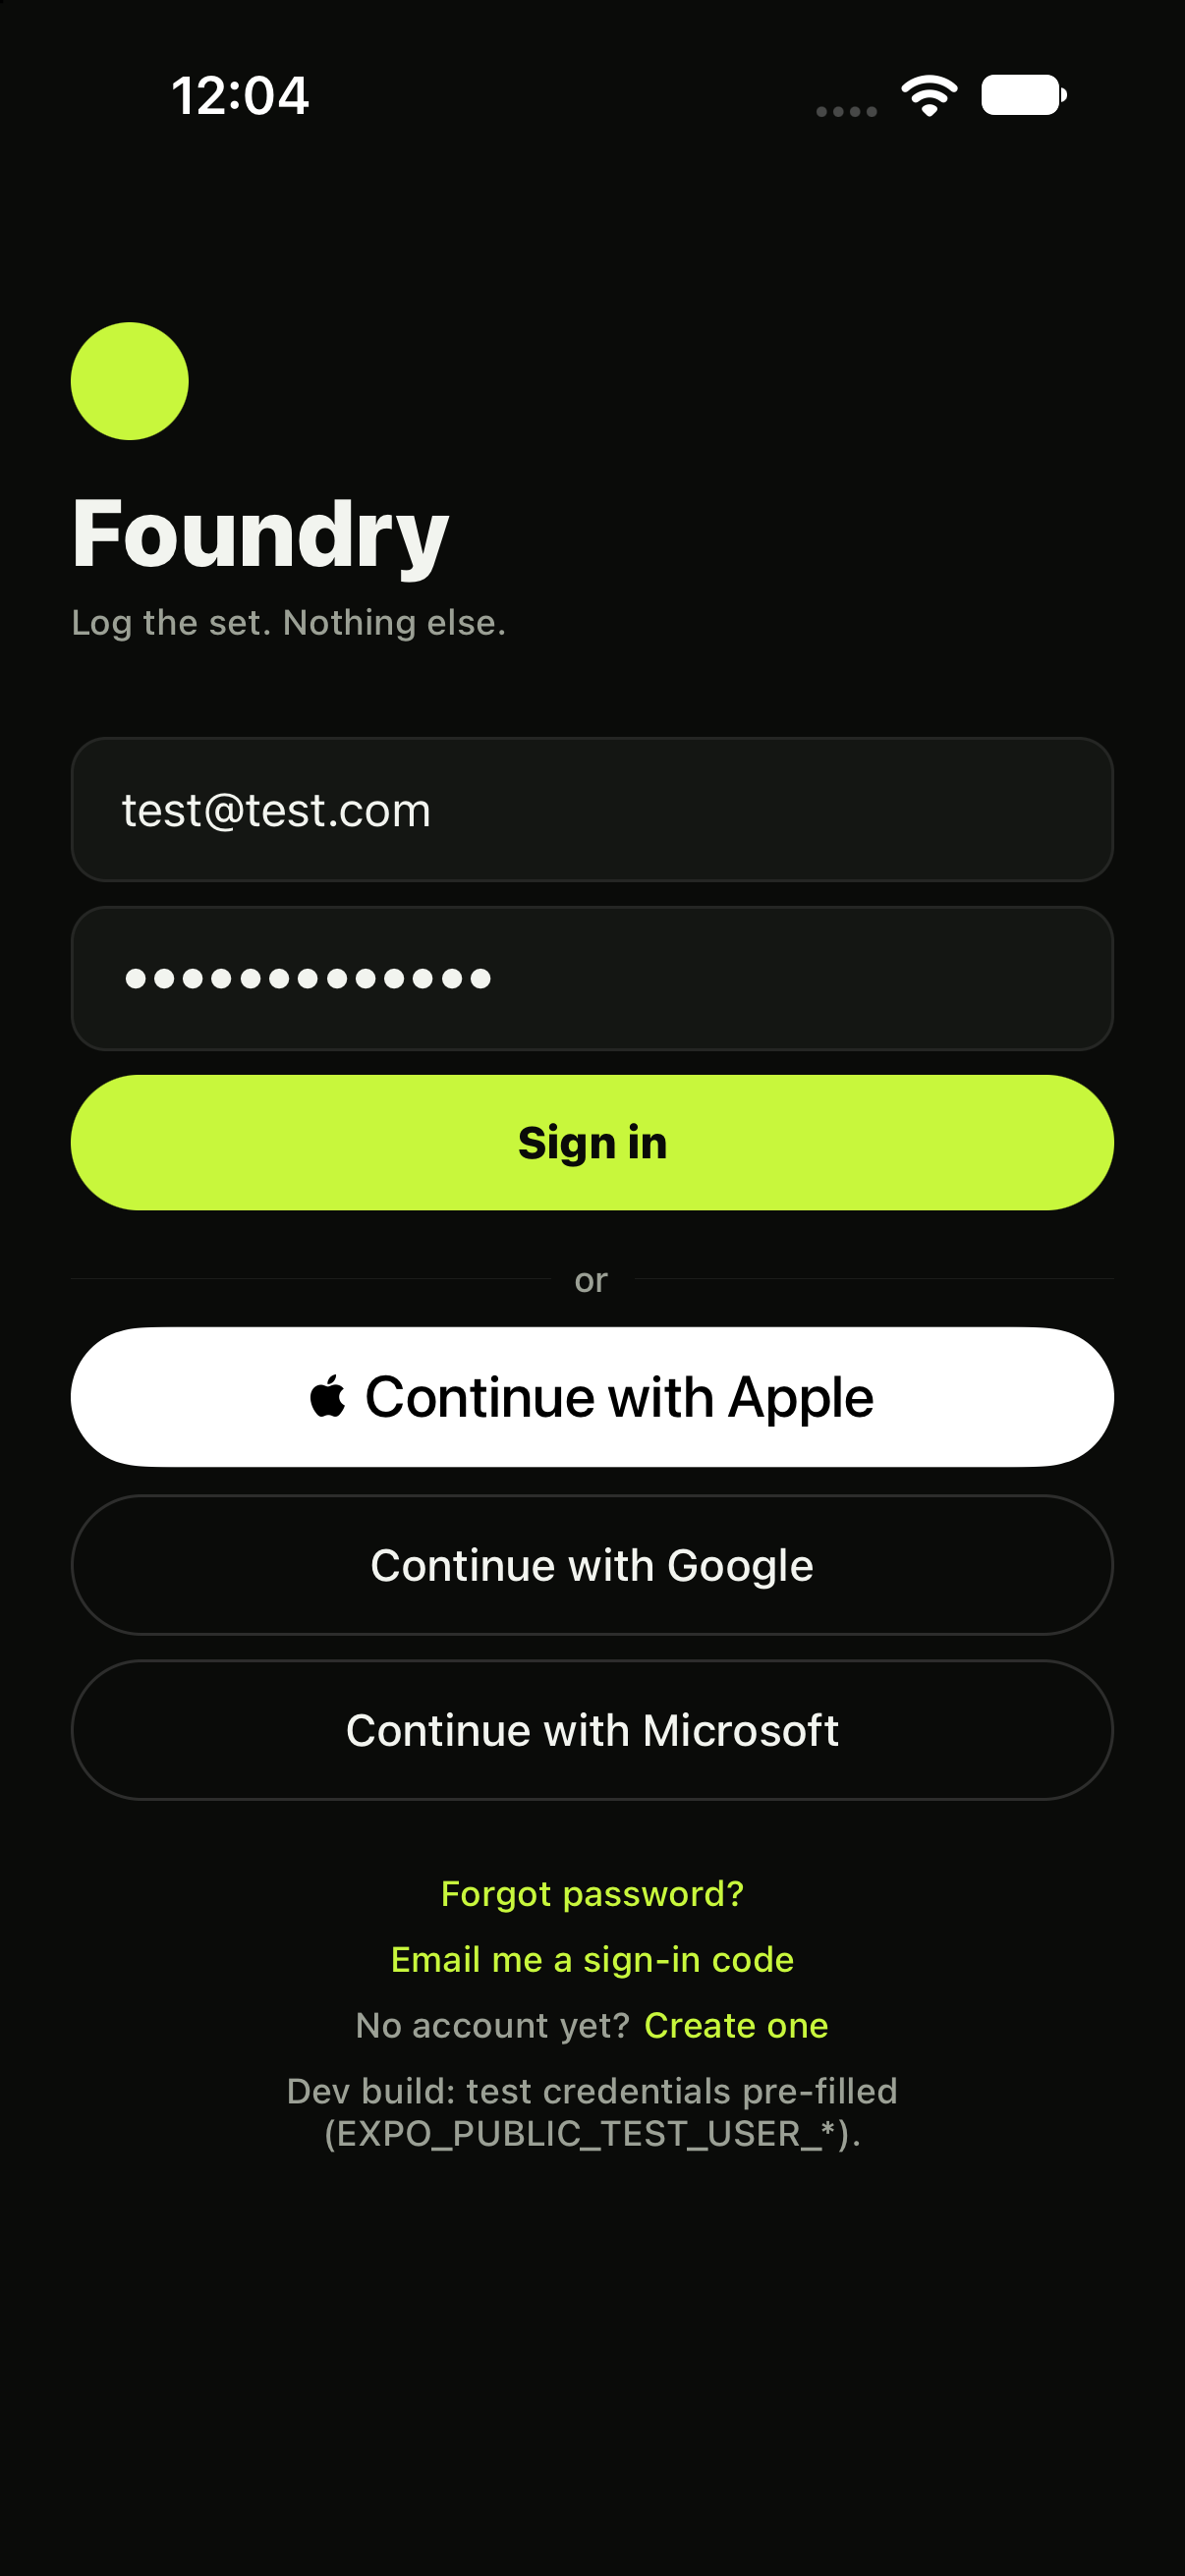 12:04
Foundry
Log the set. Nothing else.
test@test.com
•••••••••••••
Sign in
or
Continue with Apple
Continue with Google
Continue with Microsoft
Forgot password?
Email me a sign-in code
No account yet? Create one
Dev build: test credentials pre-filled
(EXPO_PUBLIC_TEST_USER_*).